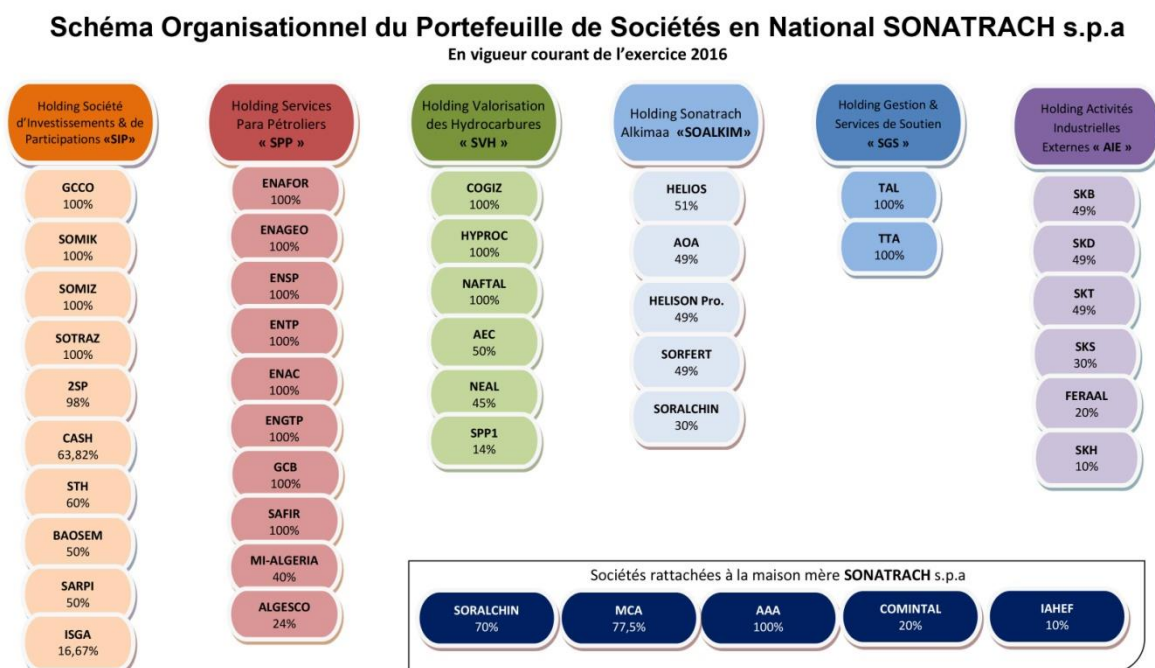 Schéma Organisationnel du Portefeuille de Sociétés en National SONATRACH s.p.a
En vigueur courant de l'exercice 2016
Holding Société
d'Investissements & de
Participations «SIP»
GCCO
100%
SOMIK
100%
SOMIZ
100%
SOTRAZ
100%
2SP
98%
CASH
63,82%
STH
60%
BAOSEM
50%
SARPI
50%
ISGA
16,67%
Holding Services
Para Pétroliers
« SPP »
ENAFOR
100%
ENAGEO
100%
ENSP
100%
ENTP
100%
ENAC
100%
ENGTP
100%
GCB
100%
SAFIR
100%
MI-ALGERIA
40%
ALGESCO
24%
Holding Valorisation
des Hydrocarbures
« SVH »
COGIZ
100%
HYPROC
100%
NAFTAL
100%
AEC
50%
NEAL
45%
SPP1
14%
Holding Sonatrach
Alkimaa «SOALKIM»
HELIOS
51%
AOA
49%
HELISON Pro.
49%
SORFERT
49%
SORALCHIN
30%
Holding Gestion &
Services de Soutien
« SGS »
TAL
100%
TTA
100%
Holding Activités
Industrielles
Externes « AIE »
SKB
49%
SKD
49%
SKT
49%
SKS
30%
FERAAL
20%
SKH
10%
Sociétés rattachées à la maison mère SONATRACH s.p.a
SORALCHIN
70%
MCA
77,5%
AAA
100%
COMINTAL
20%
IAHEF
10%